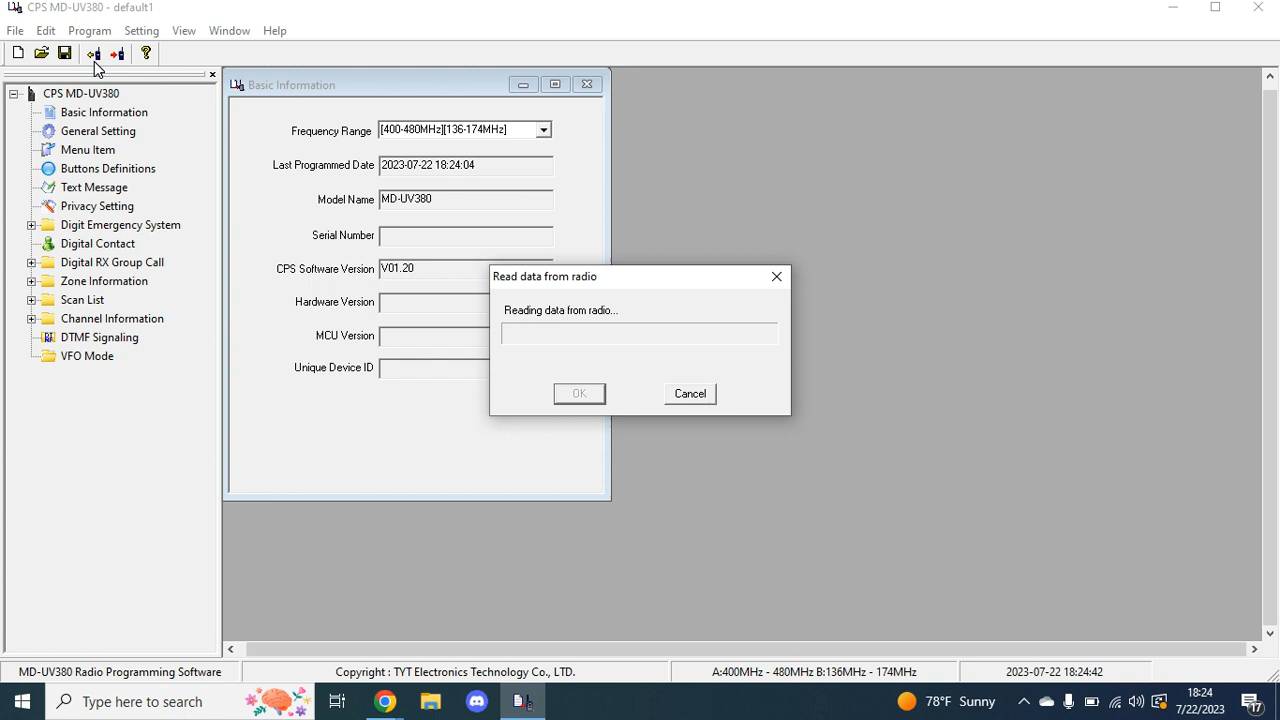 CPS MD-UV380 - default1
File Edit Program Setting View Window Help
CPS MD-UV380
Basic Information
General Setting
Menu Item
Buttons Definitions
Text Message
Privacy Setting
Digit Emergency System
Digital Contact
Digital RX Group Call
Zone Information
Scan List
Channel Information
DTMF Signaling
VFO Mode
Basic Information
Frequency Range [400-480MHz][136-174MHz]
Last Programmed Date 2023-07-22 18:24:04
Model Name MD-UV380
Serial Number
CPS Software Version V01.20
Hardware Version
MCU Version
Unique Device ID
Read data from radio
Reading data from radio...
OK Cancel
MD-UV380 Radio Programming Software Copyright : TYT Electronics Technology Co., LTD. A:400MHz - 480MHz B:136MHz - 174MHz 2023-07-22 18:24:42
Type here to search 78°F Sunny 18:24
7/22/2023 17